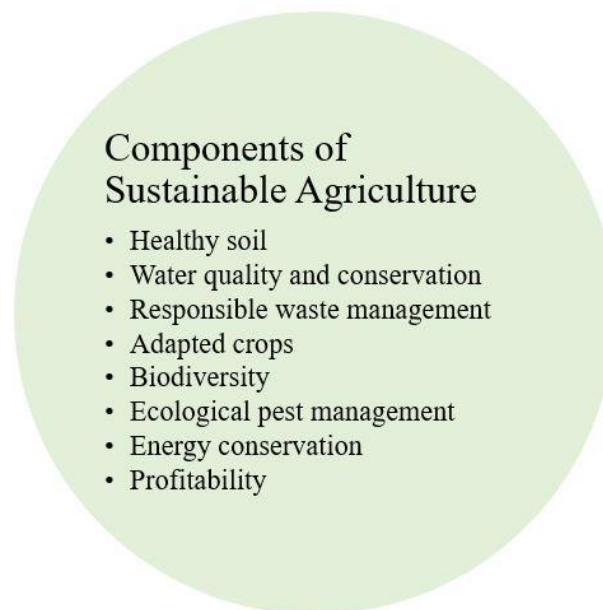 Components of
Sustainable Agriculture
• Healthy soil
• Water quality and conservation
• Responsible waste management
• Adapted crops
• Biodiversity
• Ecological pest management
• Energy conservation
• Profitability